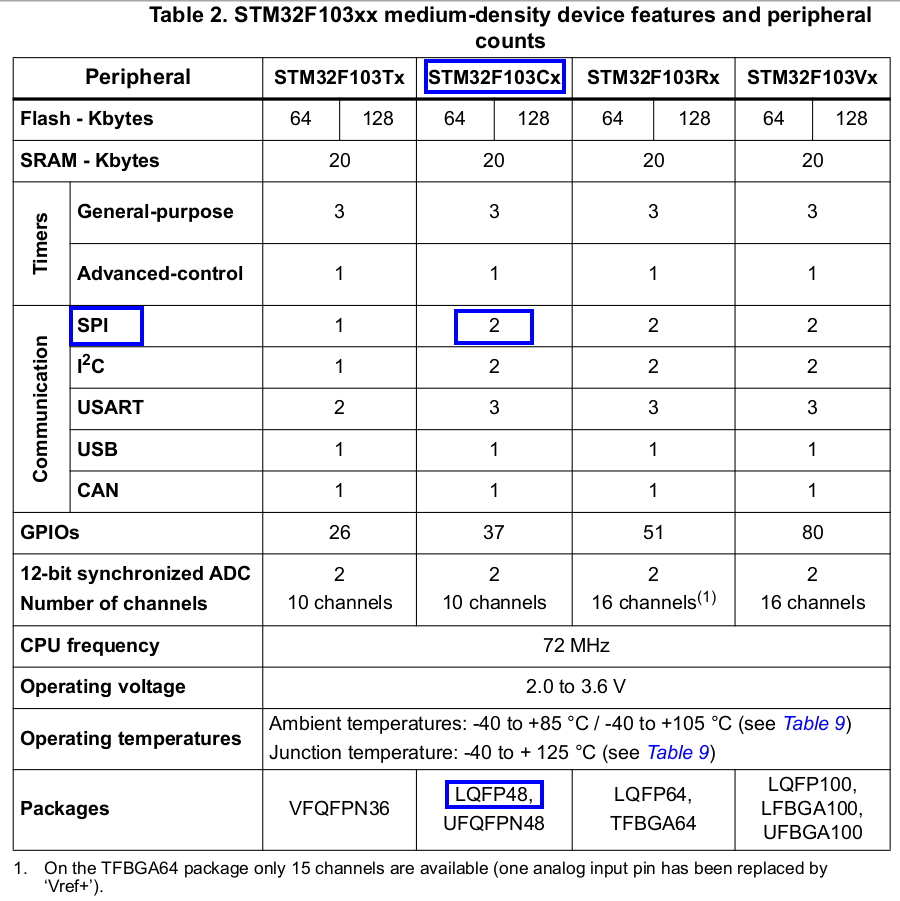 Table 2. STM32F103xx medium-density device features and peripheral
counts
Peripheral STM32F103Tx STM32F103Cx STM32F103Rx STM32F103Vx
Flash - Kbytes 64 128 64 128 64 128 64 128
SRAM - Kbytes 20 20 20 20
Timers
General-purpose 3 3 3 3
Advanced-control 1 1 1 1
Communication
SPI 1 2 2 2
I²C 1 2 2 2
USART 2 3 3 3
USB 1 1 1 1
CAN 1 1 1 1
GPIOs 26 37 51 80
12-bit synchronized ADC 2 2 2 2
Number of channels 10 channels 10 channels 16 channels(1) 16 channels
CPU frequency 72 MHz
Operating voltage 2.0 to 3.6 V
Operating temperatures
Ambient temperatures: -40 to +85 °C / -40 to +105 °C (see Table 9)
Junction temperature: -40 to + 125 °C (see Table 9)
Packages
VFQFPN36
LQFP48,
UFQFPN48
LQFP64,
TFBGA64
LQFP100,
LFBGA100,
UFBGA100
1. On the TFBGA64 package only 15 channels are available (one analog input pin has been replaced by
‘Vref+’).